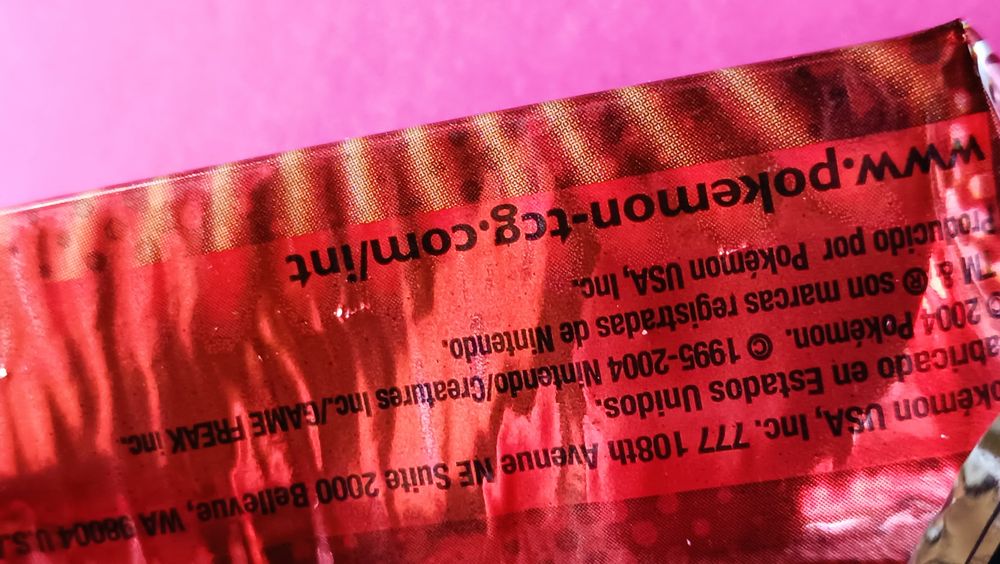 okémon USA, Inc. 777 108th Avenue NE Suite 2000 Bellevue, WA 98004 U.S.
abricado en Estados Unidos.
© 2004 Pokémon. © 1995-2004 Nintendo/Creatures Inc./GAME FREAK inc.
TM & ® son marcas registradas de Nintendo.
Producido por Pokémon USA, Inc.
www.pokemon-tcg.com/int